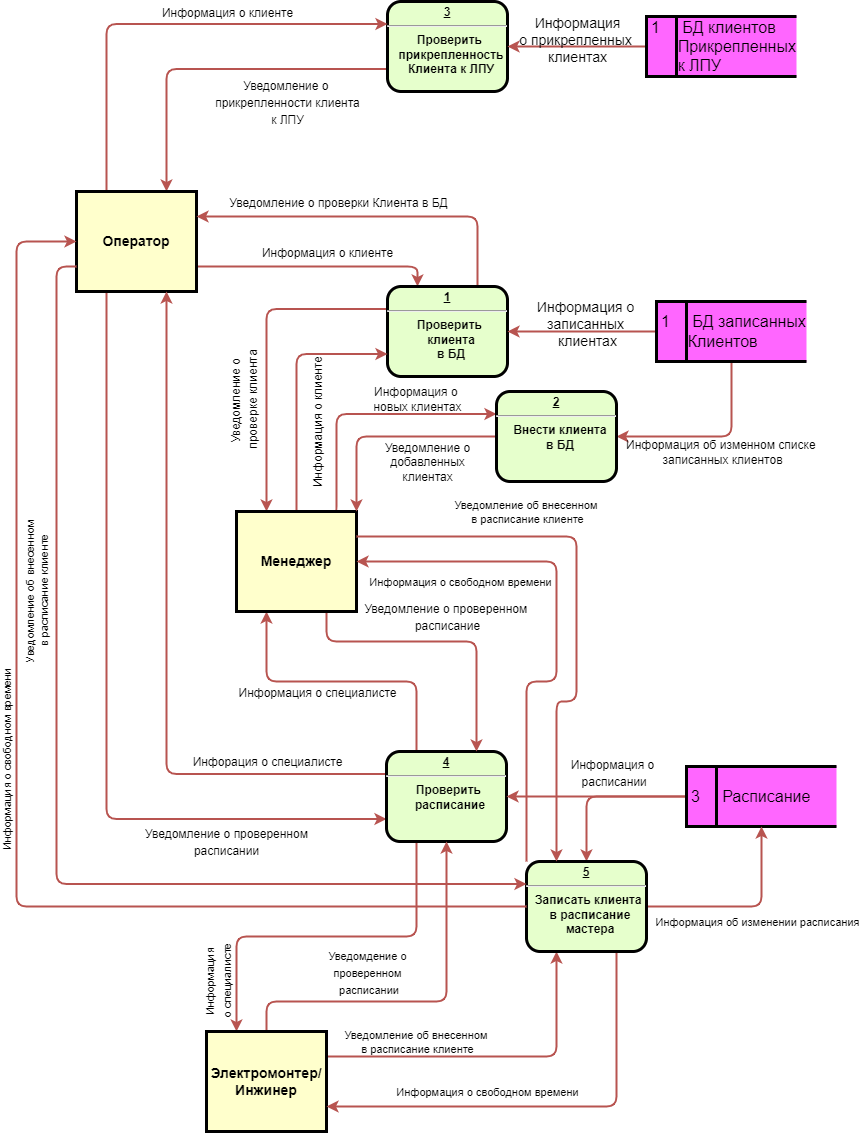 Информация о клиенте
3
Проверить
прикрепленность
Клиента к ЛПУ
Информация
о прикрепленных
клиентах
1
БД клиентов
Прикрепленных
к ЛПУ
Уведомление о
прикрепленности клиента
к ЛПУ
Оператор
Уведомление о проверки Клиента в БД
Информация о клиенте
1
Проверить
клиента
в БД
Информация о
записанных
клиентах
1
БД записанных
Клиентов
Уведомление о
проверке клиента
Информация о клиенте
Информация о
новых клиентах
2
Внести клиента
в БД
Уведомление о
добавленных
клиентах
Информация об изменном списке
записанных клиентов
Уведомление об внесенном
в расписание клиенте
Менеджер
Информация о свободном времени
Уведомление о проверенном
расписание
Уведомление об внесенном
в расписание клиенте
Информация о свободном времени
Информация о специалисте
Инфорация о специалисте
4
Проверить
расписание
Информация о
расписании
3
Расписание
Уведомление о проверенном
расписании
5
Записать клиента
в расписание
мастера
Информация об изменении расписания
Информация
о специалисте
Уведомдение о
проверенном
расписании
Электромонтер/
Инжинер
Уведомление об внесенном
в расписание клиенте
Информация о свободном времени